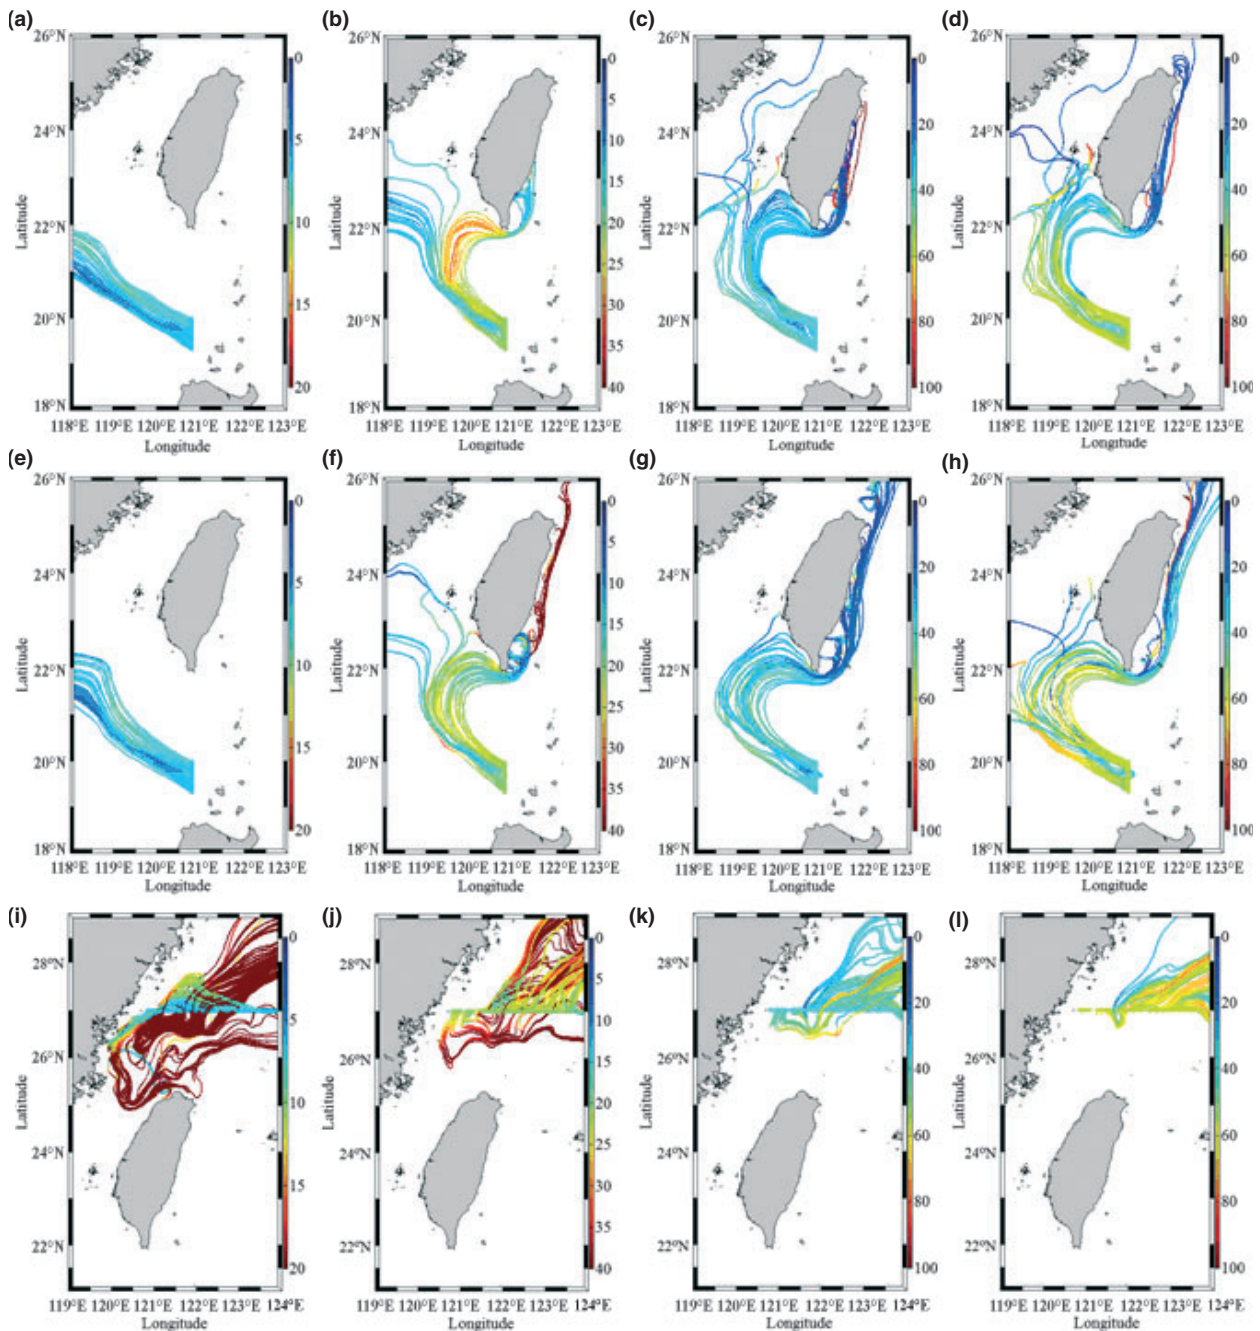 (a) (b) (c) (d)
26°N 26°N 26°N 26°N
0 0 0 0
24°N 5 24°N 5 10 24°N 20 24°N 20
Latitude Latitude Latitude Latitude
10 15 20 40 40
22°N 22°N 25 22°N 60 22°N 60
20°N 15 20°N 30 35 20°N 80 20°N 80
20 40 100 100
18°N 18°N 18°N 18°N
118°E 119°E 120°E 121°E 122°E 123°E 118°E 119°E 120°E 121°E 122°E 123°E 118°E 119°E 120°E 121°E 122°E 123°E 118°E 119°E 120°E 121°E 122°E 123°E
Longitude Longitude Longitude Longitude
(e) (f) (g) (h)
26°N 26°N 26°N 26°N
0 0 0 0
24°N 5 24°N 5 10 24°N 20 24°N 20
Latitude Latitude Latitude Latitude
10 15 20 40 40
22°N 22°N 25 22°N 60 22°N 60
20°N 15 20°N 30 35 20°N 80 20°N 80
20 40 100 100
18°N 18°N 18°N 18°N
118°E 119°E 120°E 121°E 122°E 123°E 118°E 119°E 120°E 121°E 122°E 123°E 118°E 119°E 120°E 121°E 122°E 123°E 118°E 119°E 120°E 121°E 122°E 123°E
Longitude Longitude Longitude Longitude
(i) (j) (k) (l)
0 0 0 0
28°N 28°N 28°N 28°N
5 5 10 20 20
26°N 26°N 26°N 26°N
Latitude Latitude Latitude Latitude
10 15 20 40 40
24°N 24°N 25 24°N 60 24°N 60
15 30 35 80 80
22°N 22°N 22°N 22°N
20 40 100 100
119°E 120°E 121°E 122°E 123°E 124°E 119°E 120°E 121°E 122°E 123°E 124°E 119°E 120°E 121°E 122°E 123°E 124°E 119°E 120°E 121°E 122°E 123°E 124°E
Longitude Longitude Longitude Longitude